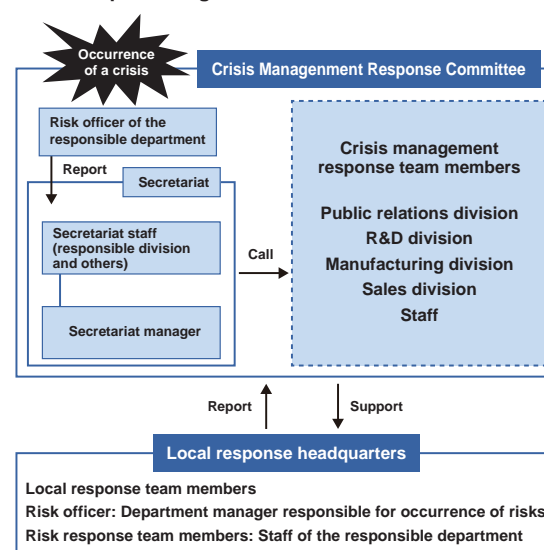 Occurrence
of a crisis
Crisis Managenment Response Committee
Risk officer of the
responsible department
Report
Secretariat
Secretariat staff
(responsible division
and others)
Secretariat manager
Call
Crisis management
response team members
Public relations division
R&D division
Manufacturing division
Sales division
Staff
Report
Support
Local response headquarters
Local response team members
Risk officer: Department manager responsible for occurrence of risks
Risk response team members: Staff of the responsible department